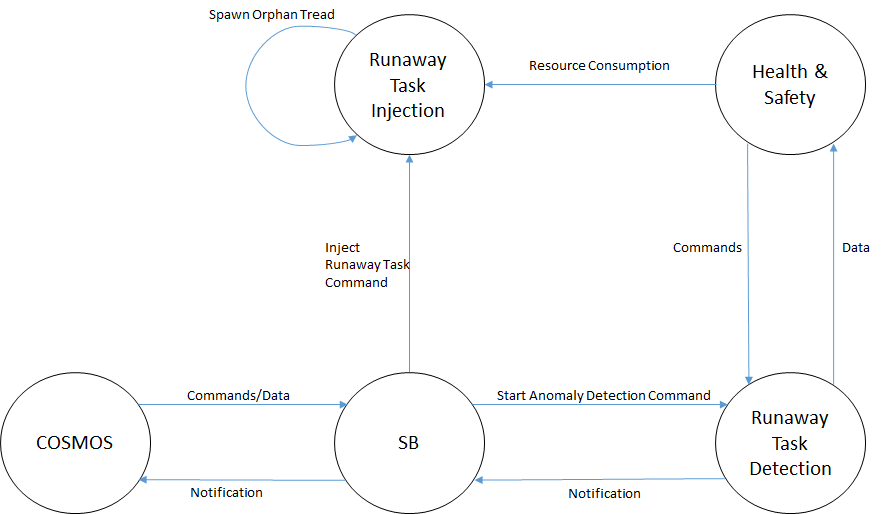 Spawn Orphan Tread
Runaway
Task
Injection
Resource Consumption
Health &
Safety
Inject
Runaway Task
Command
Commands
Data
COSMOS
Commands/Data
SB
Start Anomaly Detection Command
Runaway
Task
Detection
Notification
Notification